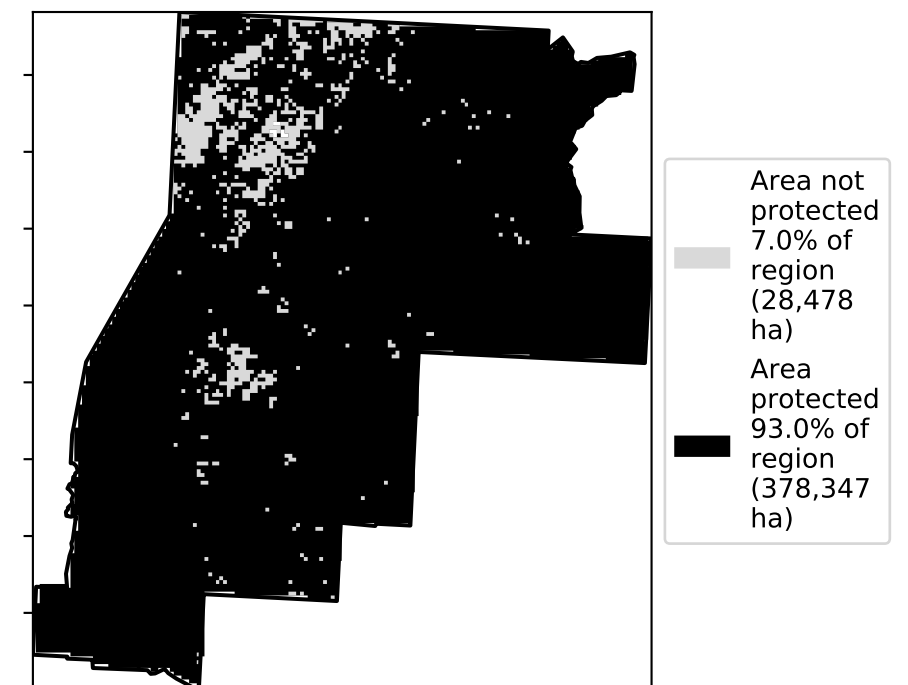 Area not
protected
7.0% of
region
(28,478
ha)
Area
protected
93.0% of
region
(378,347
ha)